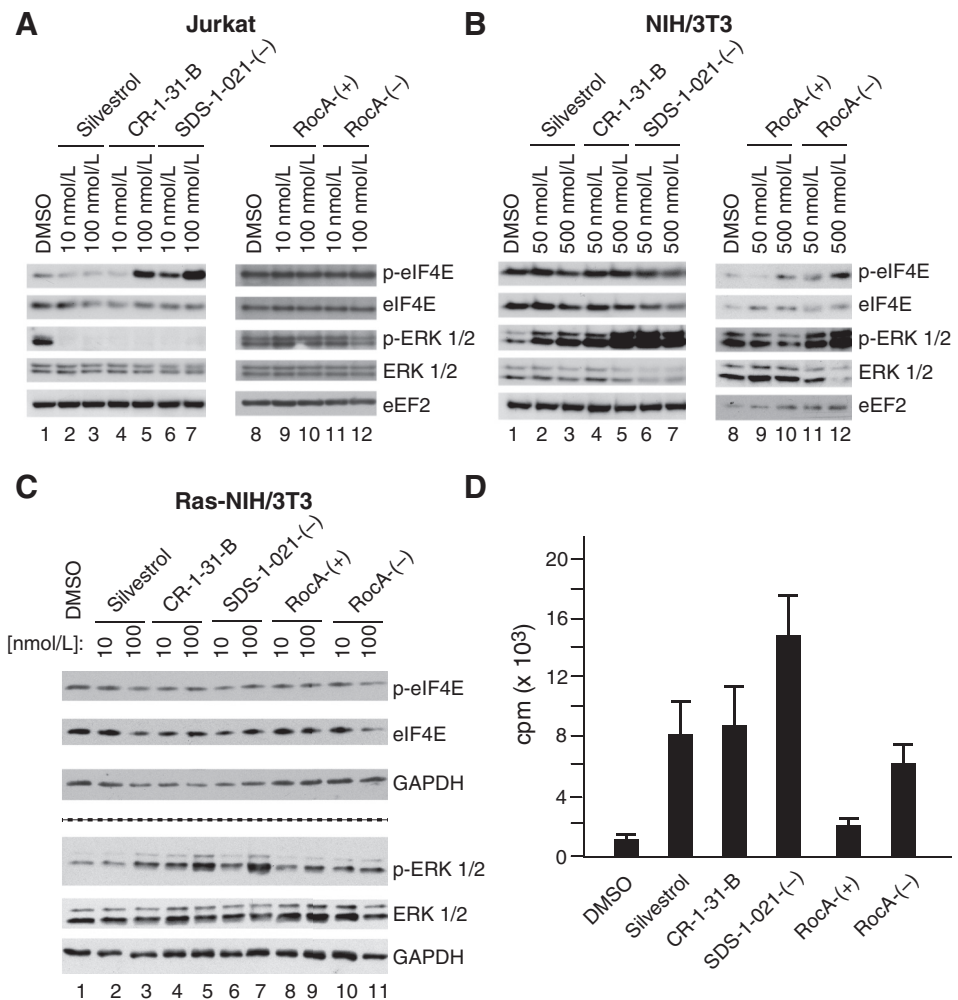 A
Jurkat
Silvestrol
CR-1-31-B
SDS-1-021-(–)
RocA-(+)
RocA-(–)
DMSO
10 nmol/L
100 nmol/L
10 nmol/L
100 nmol/L
10 nmol/L
100 nmol/L
DMSO
10 nmol/L
100 nmol/L
10 nmol/L
100 nmol/L
p-eIF4E
eIF4E
p-ERK 1/2
ERK 1/2
eEF2
1 2 3 4 5 6 7 8 9 10 11 12
B
NIH/3T3
Silvestrol
CR-1-31-B
SDS-1-021-(–)
RocA-(+)
RocA-(–)
DMSO
50 nmol/L
500 nmol/L
50 nmol/L
500 nmol/L
50 nmol/L
500 nmol/L
DMSO
50 nmol/L
500 nmol/L
50 nmol/L
500 nmol/L
p-eIF4E
eIF4E
p-ERK 1/2
ERK 1/2
eEF2
1 2 3 4 5 6 7 8 9 10 11 12
C
Ras-NIH/3T3
DMSO
Silvestrol
CR-1-31-B
SDS-1-021-(–)
RocA-(+)
RocA-(–)
[nmol/L]:
10 100 10 100 10 100 10 100 10 100
p-eIF4E
eIF4E
GAPDH
p-ERK 1/2
ERK 1/2
GAPDH
1 2 3 4 5 6 7 8 9 10 11
D
cpm (x 10³)
20
16
12
8
4
0
DMSO
Silvestrol
CR-1-31-B
SDS-1-021-(–)
RocA-(+)
RocA-(–)